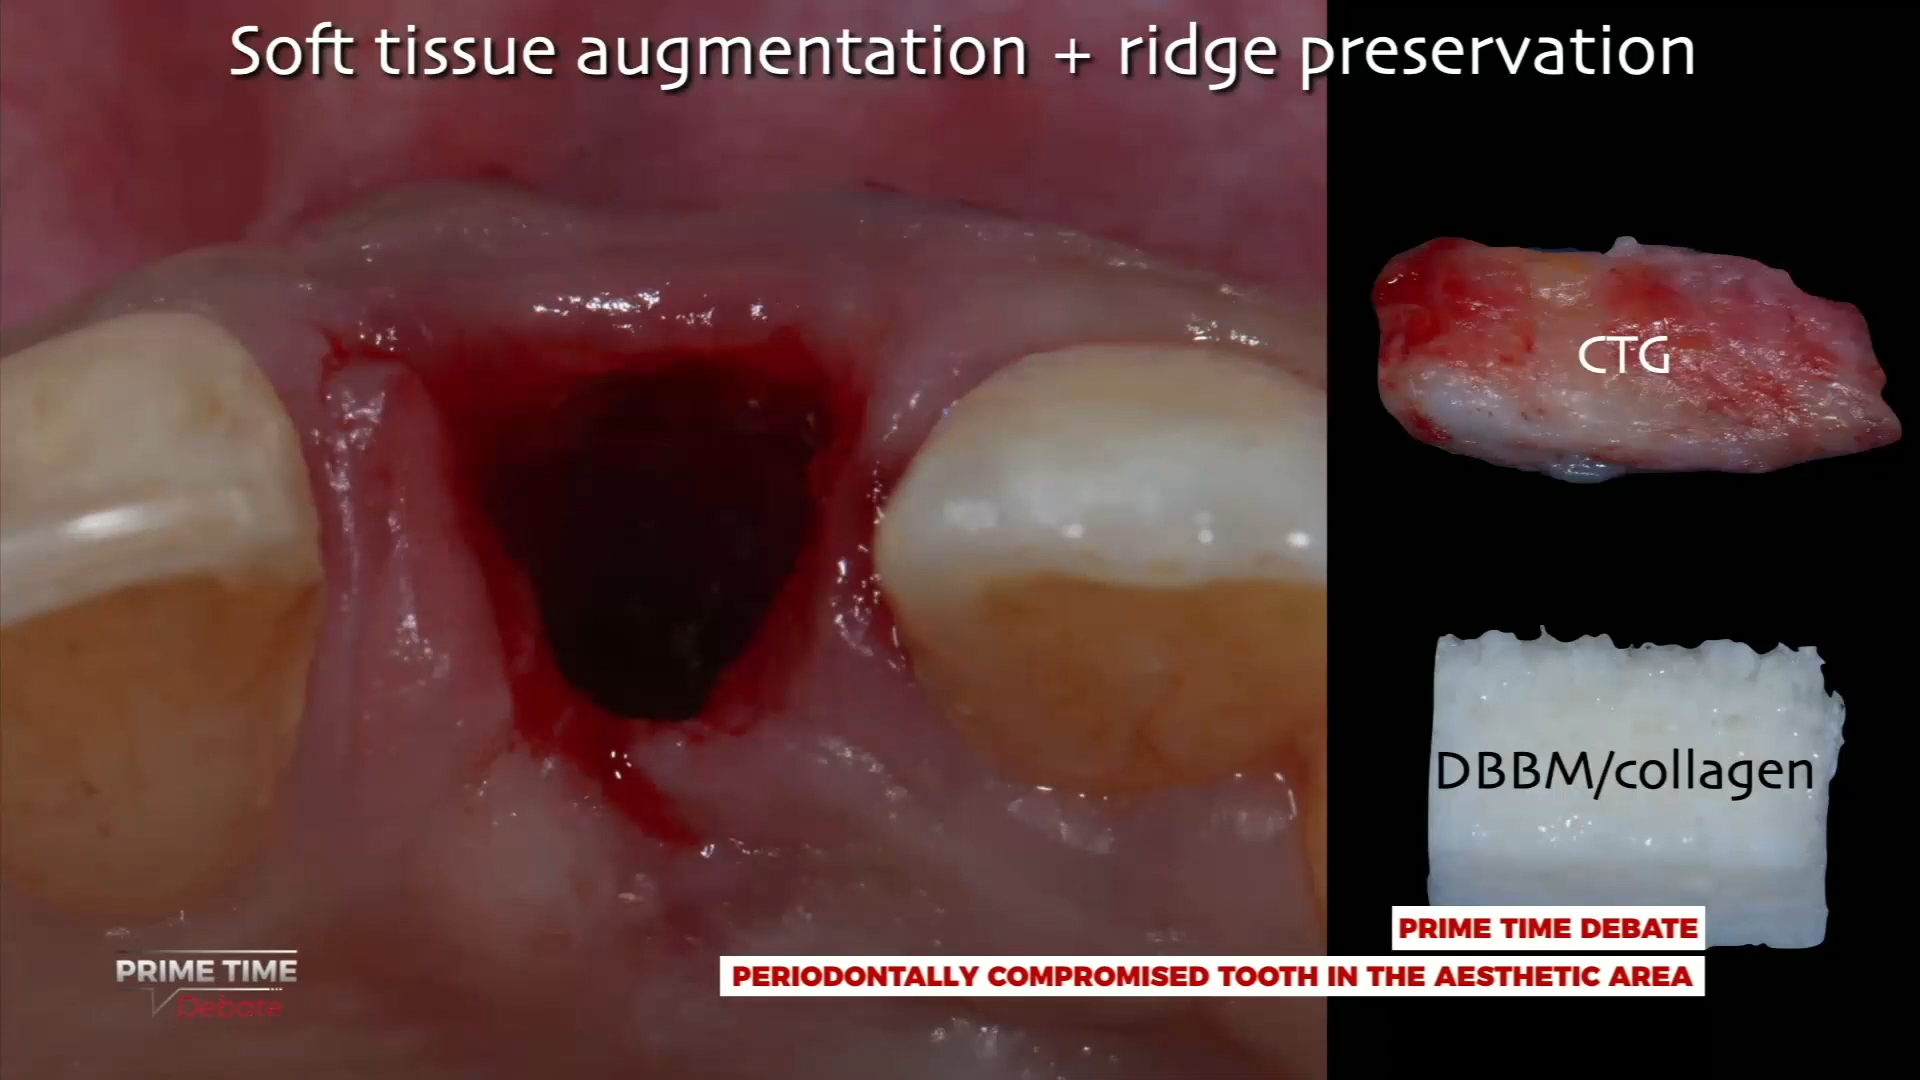 Soft tissue augmentation + ridge preservation
CTG
DBBM/collagen
PRIME TIME DEBATE
PERIODONTALLY COMPROMISED TOOTH IN THE AESTHETIC AREA
PRIME TIME
Debate